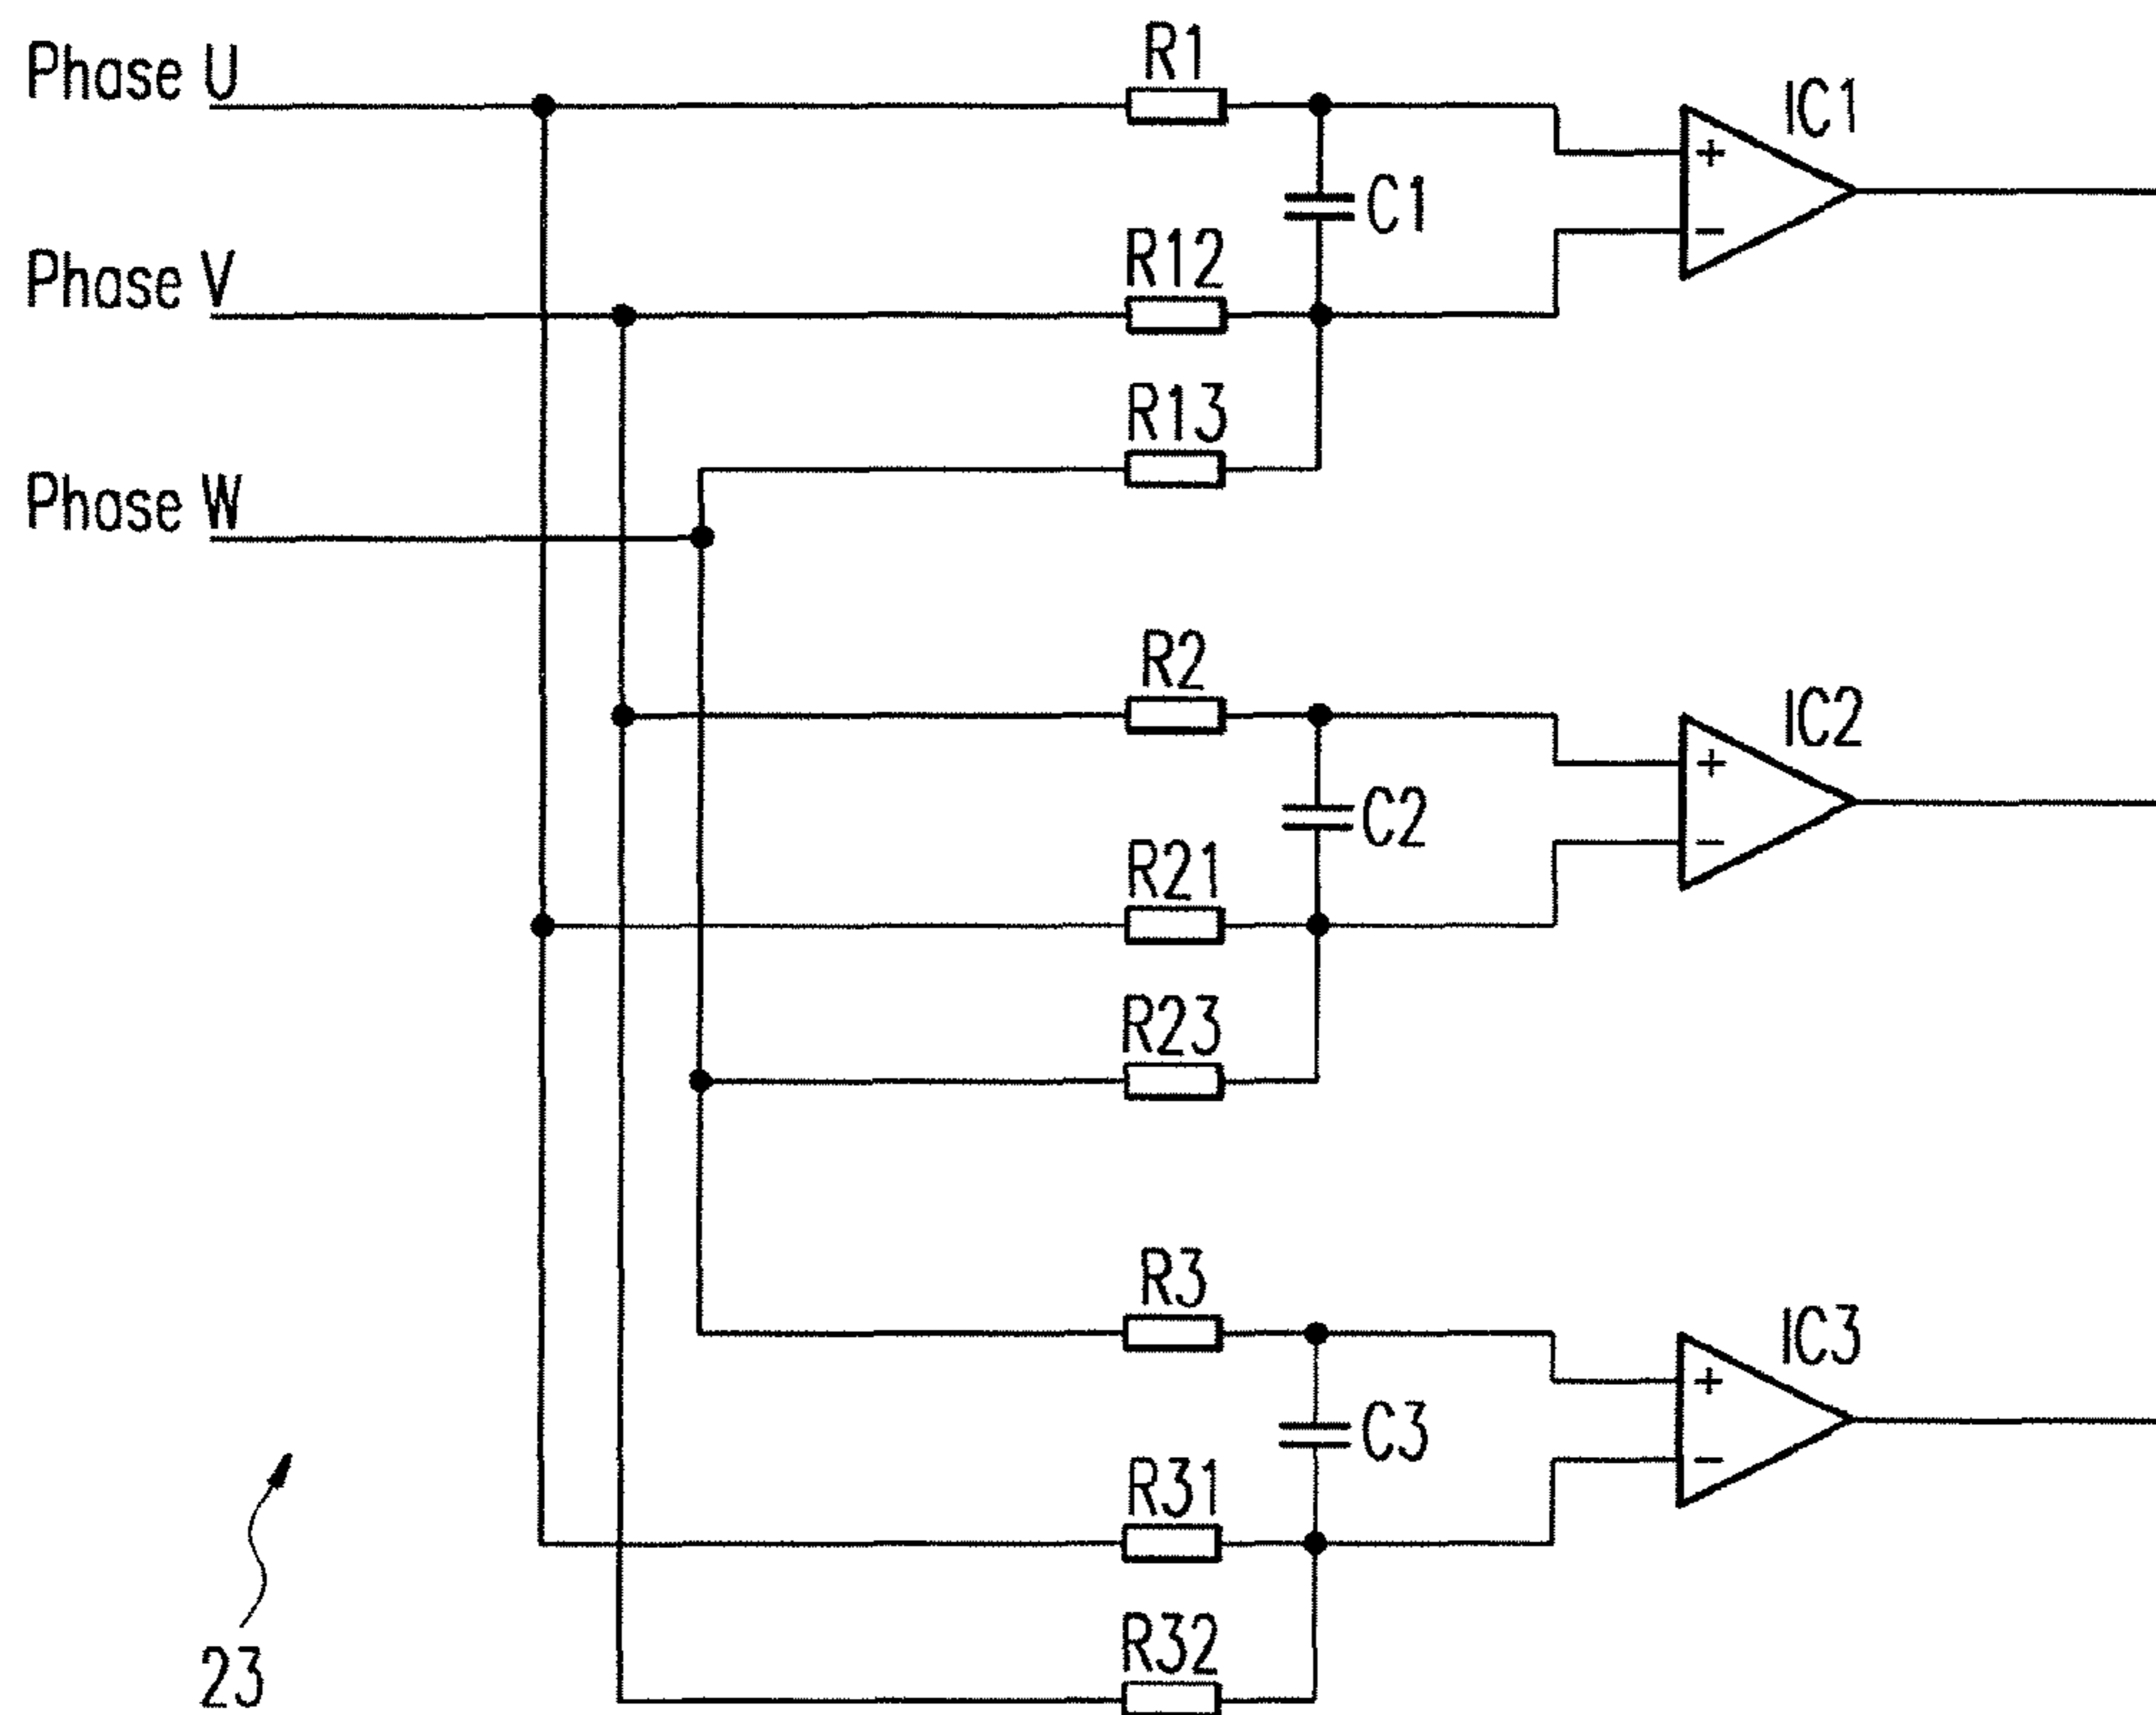 Phase U
R1
IC1
+
−
C1
Phase V
R12
R13
Phase W
R2
IC2
+
−
C2
R21
R23
R3
IC3
+
−
C3
R31
R32
23